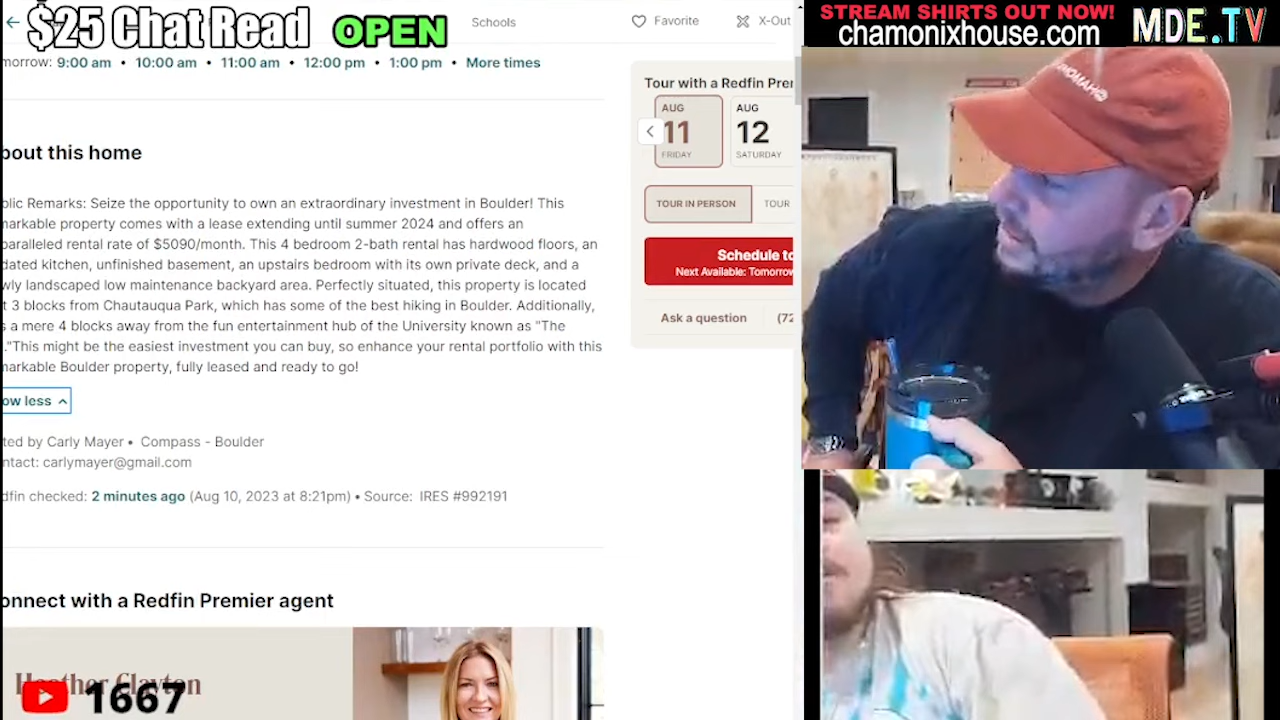 $25 Chat Read OPEN
Schools
Favorite
X-Out
STREAM SHIRTS OUT NOW!
chamonixhouse.com
MDE.TV
morrow: 9:00 am • 10:00 am • 11:00 am • 12:00 pm • 1:00 pm • More times
bout this home
blic Remarks: Seize the opportunity to own an extraordinary investment in Boulder! This
markable property comes with a lease extending until summer 2024 and offers an
paralleled rental rate of $5090/month. This 4 bedroom 2-bath rental has hardwood floors, an
dated kitchen, unfinished basement, an upstairs bedroom with its own private deck, and a
wly landscaped low maintenance backyard area. Perfectly situated, this property is located
t 3 blocks from Chautauqua Park, which has some of the best hiking in Boulder. Additionally,
s a mere 4 blocks away from the fun entertainment hub of the University known as "The
."This might be the easiest investment you can buy, so enhance your rental portfolio with this
markable Boulder property, fully leased and ready to go!
ow less
ted by Carly Mayer • Compass - Boulder
ntact: carlymayer@gmail.com
dfin checked: 2 minutes ago (Aug 10, 2023 at 8:21pm) • Source: IRES #992191
onnect with a Redfin Premier agent
Heather Clayton
1667
Tour with a Redfin Prer
AUG
11
FRIDAY
AUG
12
SATURDAY
TOUR IN PERSON
TOUR
Schedule to
Next Available: Tomorrow
Ask a question
(72
CHAMONIX